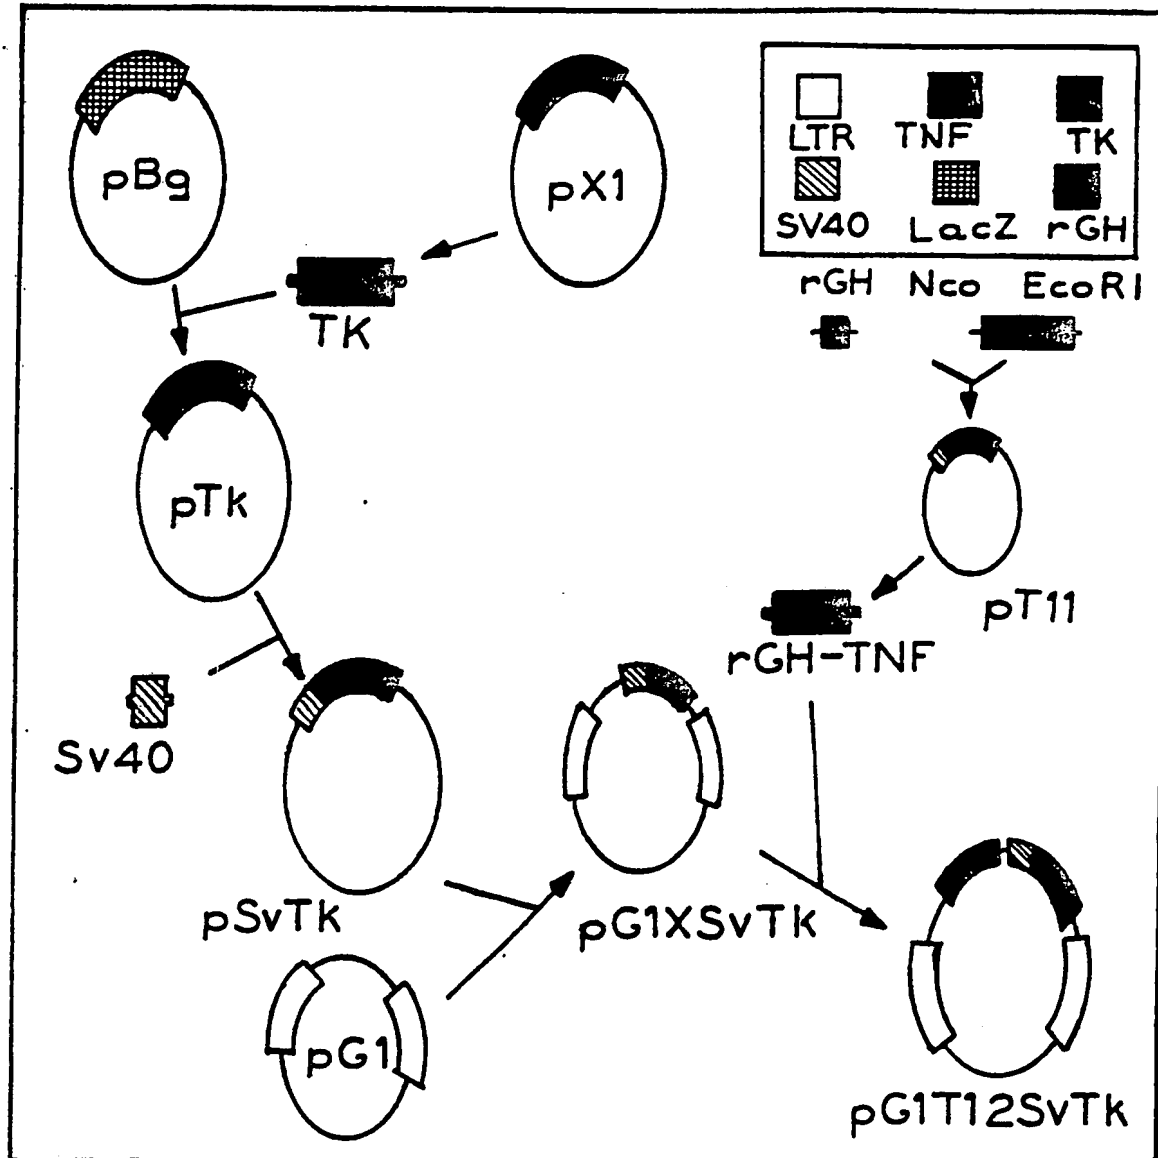 pBg
pX1
LTR TNF TK
SV40 LacZ rGH
rGH Nco EcoRI
TK
pTk
pT11
rGH-TNF
Sv40
pSvTk
pG1XSvTk
pG1
pG1T12SvTk